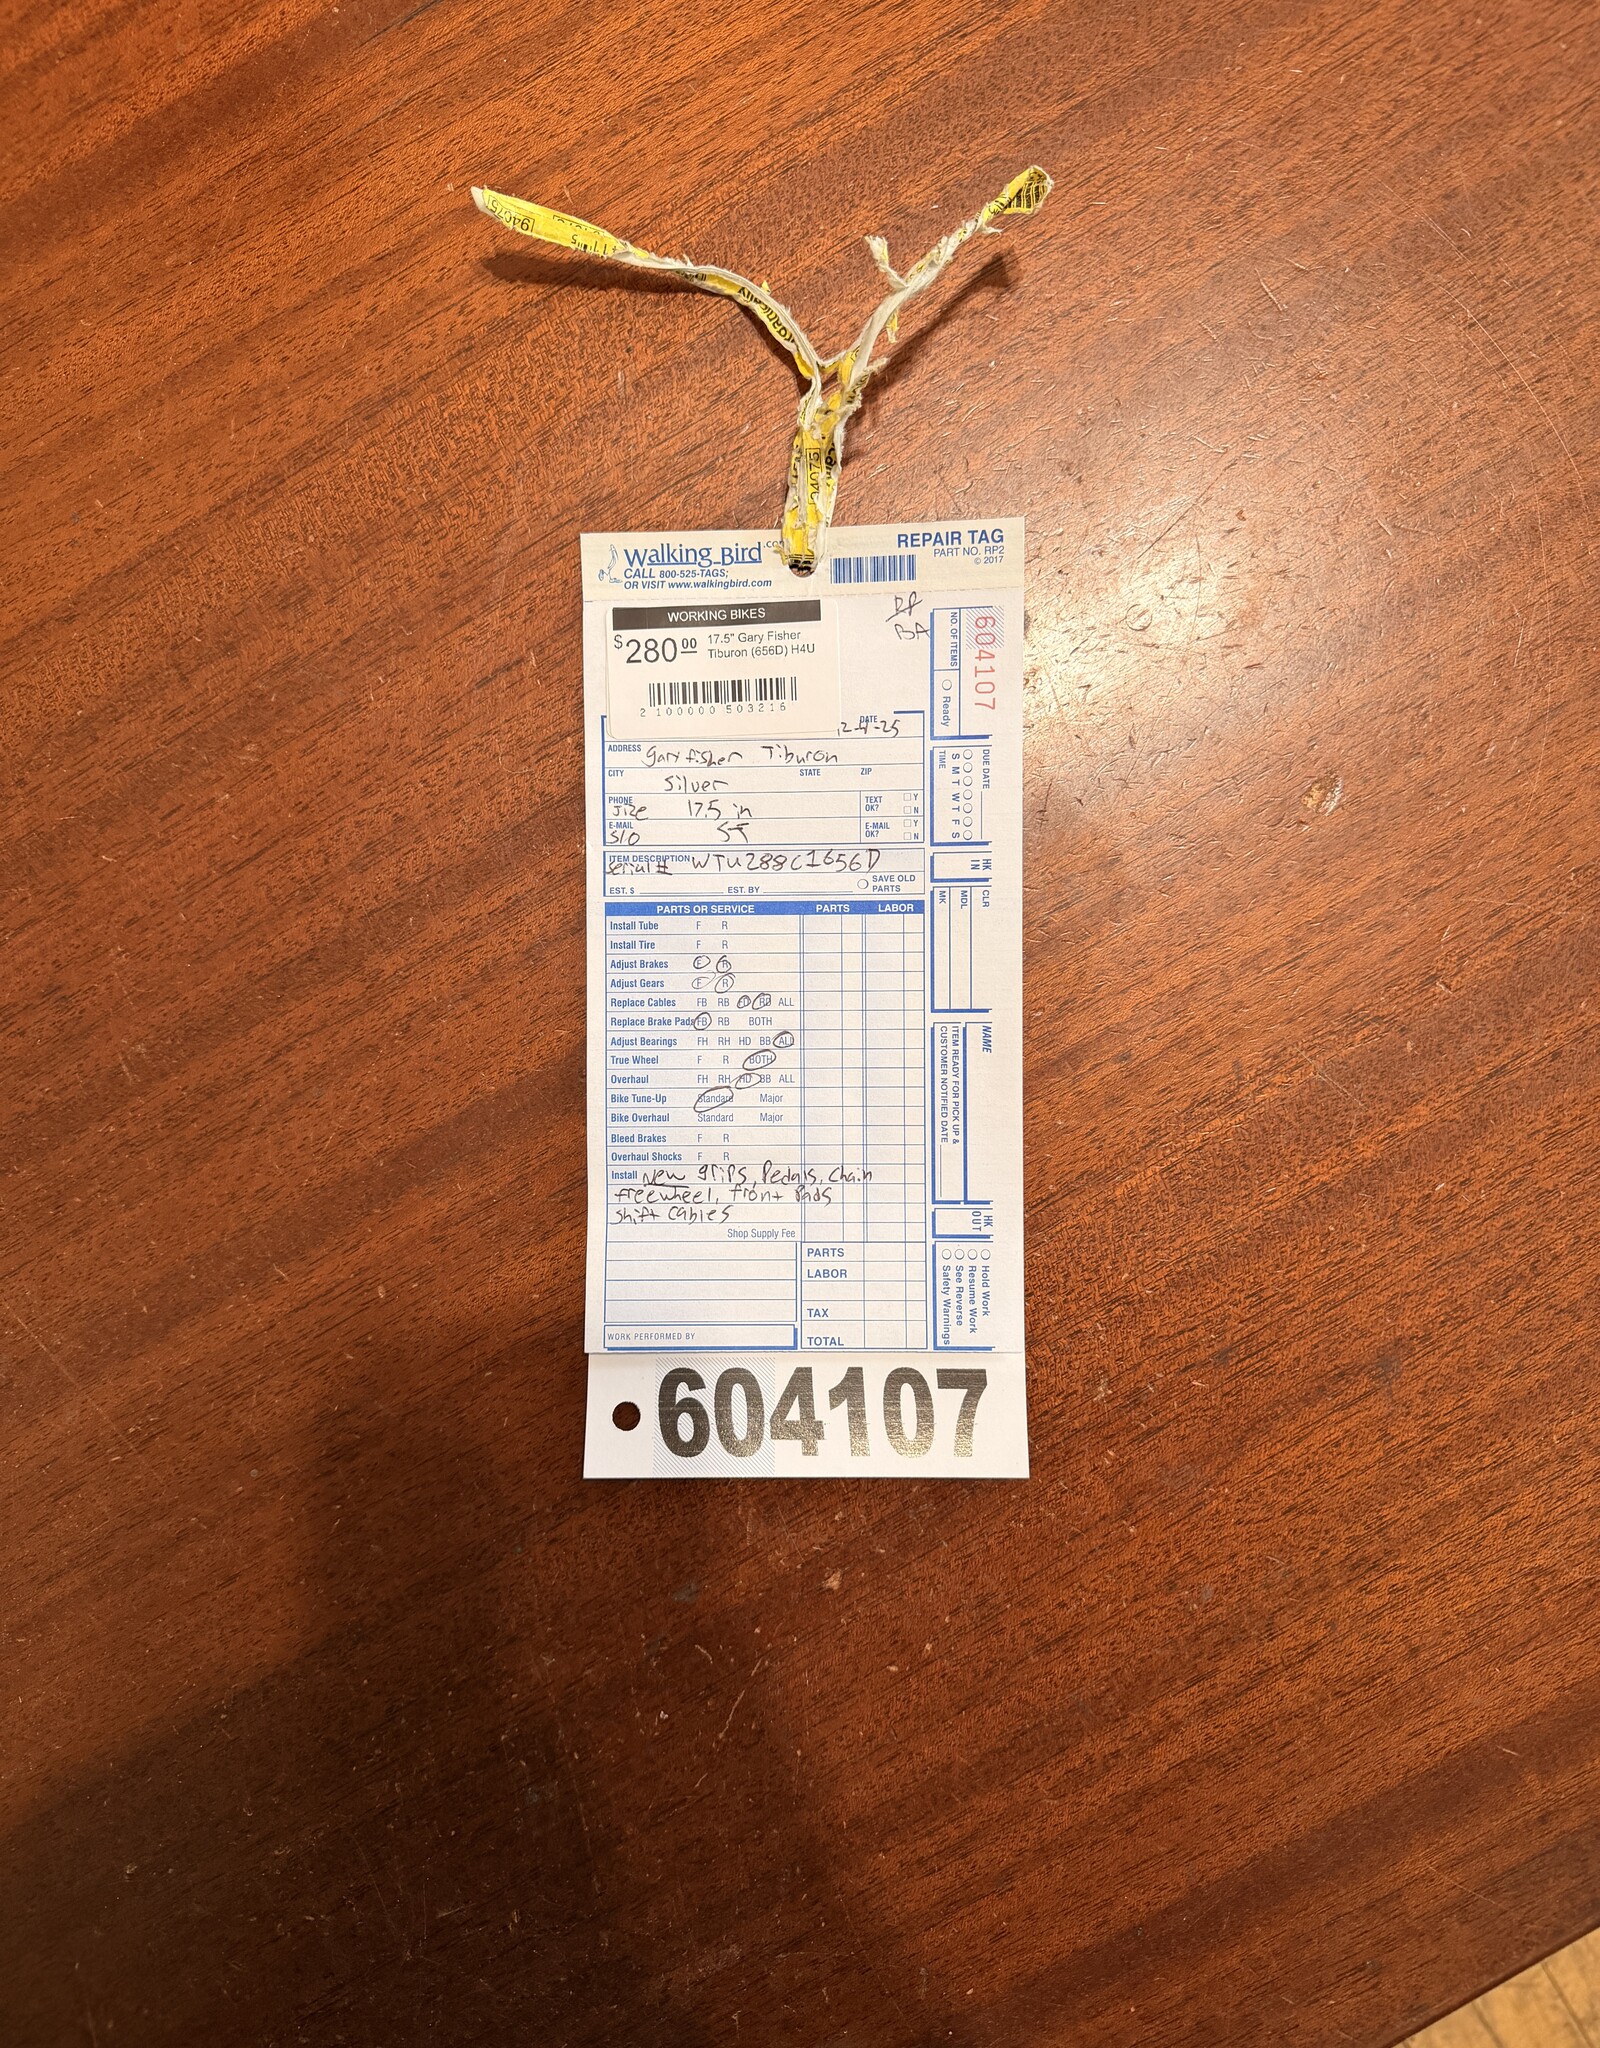 94075
94075
Walking_Bird.co
CALL 800-525-TAGS;
OR VISIT www.walkingbird.com
REPAIR TAG
PART NO. RP2
© 2017
WORKING BIKES
$280.00 17.5" Gary Fisher
Tiburon (656D) H4U
2 100000 503216
BA
604107
NO. OF ITEMS
Ready
DATE
12-4-25
ADDRESS Gary fisher Tiburon
CITY Silver STATE ZIP
PHONE Size 17.5 in TEXT OK? Y N
E-MAIL S/O E-MAIL OK? Y N
ITEM DESCRIPTION Serial # WTU288C1656D
EST. $ EST. BY SAVE OLD PARTS
PARTS OR SERVICE PARTS LABOR
Install Tube F R
Install Tire F R
Adjust Brakes F R
Adjust Gears F R
Replace Cables FB RB FD RD ALL
Replace Brake Pads FB RB BOTH
Adjust Bearings FH RH HD BB ALL
True Wheel F R BOTH
Overhaul FH RH HD BB ALL
Bike Tune-Up Standard Major
Bike Overhaul Standard Major
Bleed Brakes F R
Overhaul Shocks F R
Install New grips, Pedals, chain
freewheel, front Pads
shift cables
Shop Supply Fee
PARTS
LABOR
TAX
TOTAL
WORK PERFORMED BY
DUE DATE
S M T W T F S
TIME
HK IN
CLR
MDL
MK
NAME
ITEM READY FOR PICK UP &
CUSTOMER NOTIFIED DATE
HK OUT
Hold Work
Resume Work
See Reverse
Safety Warnings
604107